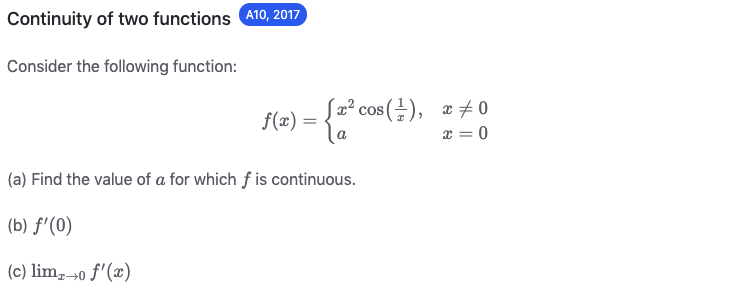 Continuity of two functions A10, 2017
Consider the following function:
f(x) = { x² cos(1/x), x ≠ 0
a x = 0
(a) Find the value of a for which f is continuous.
(b) f′(0)
(c) limₓ→₀ f′(x)